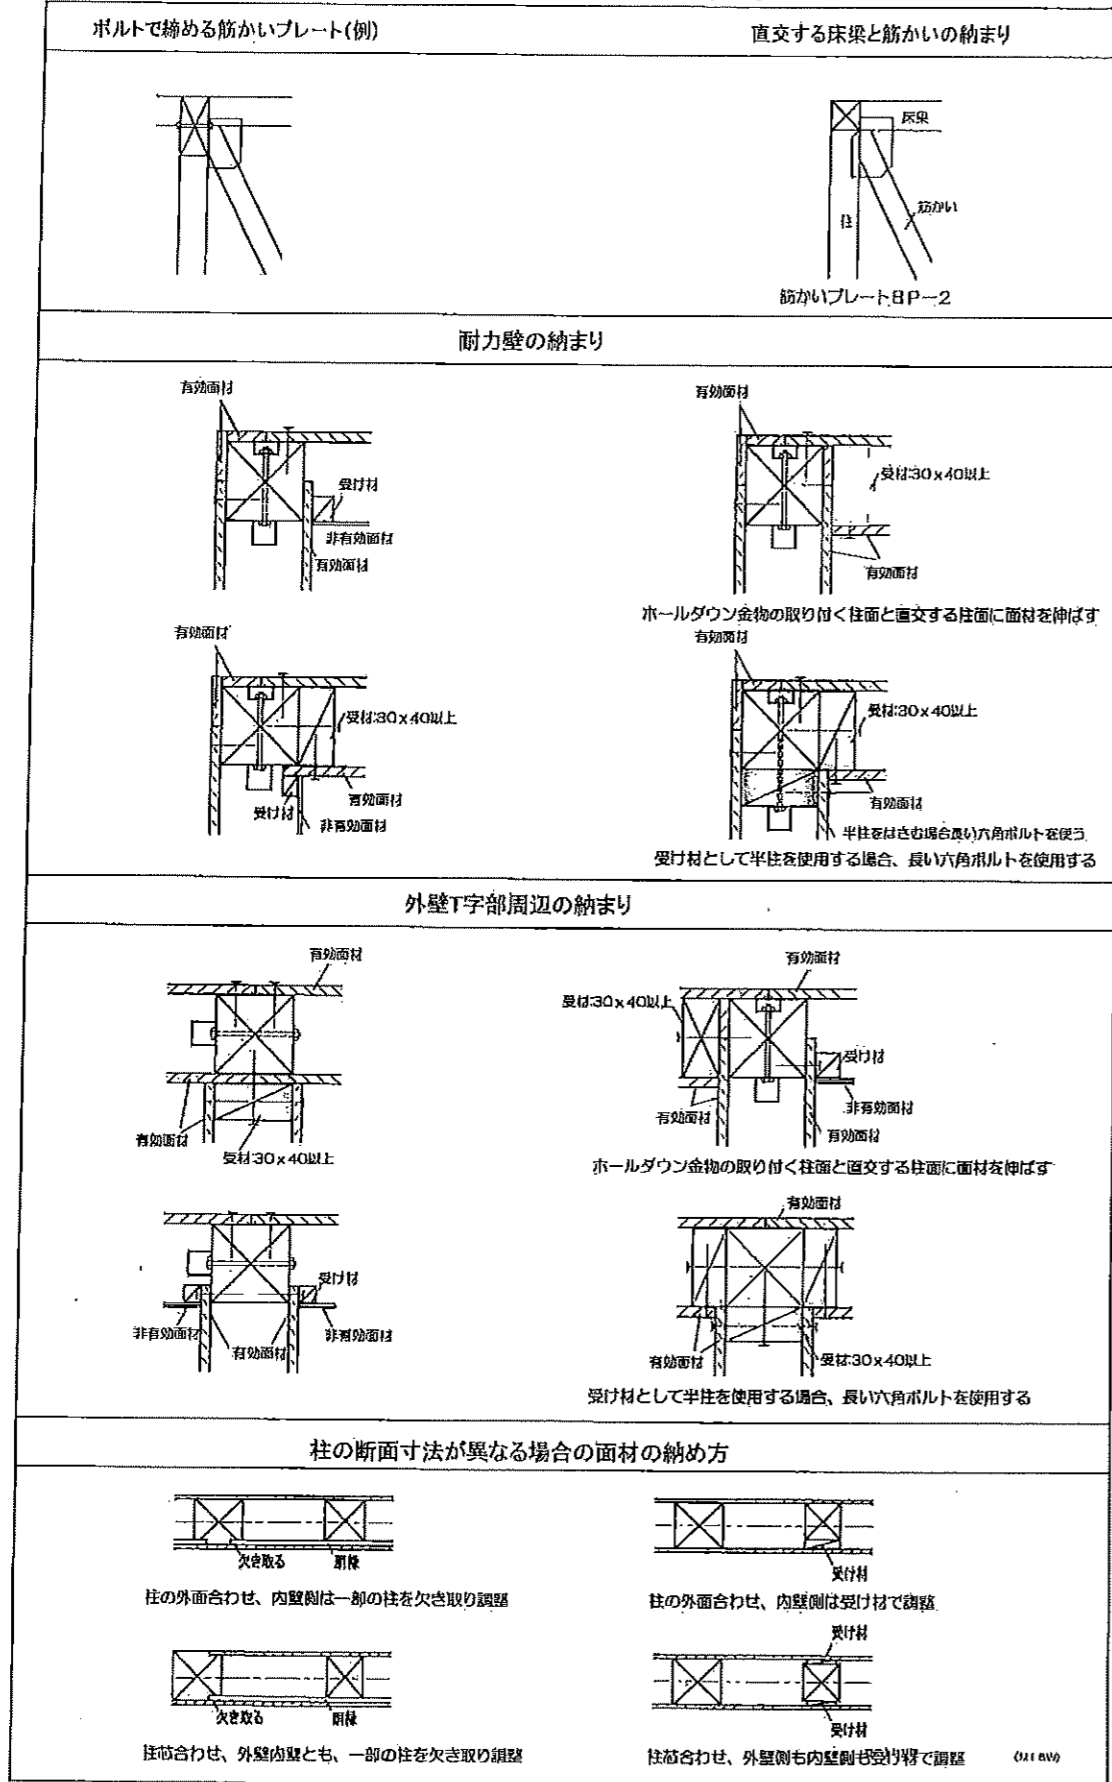 ボルトで締める筋かいプレート(例)
直交する床梁と筋かいの納まり
床梁
筋かい
柱
筋かいプレートBP-2
耐力壁の納まり
有効面材
受け材
非有効面材
有効面材
有効面材
受材:30×40以上
有効面材
ホールダウン金物の取り付く柱面と直交する柱面に面材を伸ばす
有効面材
受材:30×40以上
有効面材
受け材
非有効面材
有効面材
受材:30×40以上
有効面材
半柱をはさむ場合長い六角ボルトを使う
受け材として半柱を使用する場合、長い六角ボルトを使用する
外壁T字部周辺の納まり
有効面材
有効面材
受材:30×40以上
有効面材
受材:30×40以上
受け材
非有効面材
有効面材
有効面材
ホールダウン金物の取り付く柱面と直交する柱面に面材を伸ばす
受け材
非有効面材
有効面材
非有効面材
有効面材
有効面材
受材:30×40以上
受け材として半柱を使用する場合、長い六角ボルトを使用する
柱の断面寸法が異なる場合の面材の納め方
欠き取る
胴縁
柱の外面合わせ、内壁側は一部の柱を欠き取り調整
受け材
柱の外面合わせ、内壁側は受け材で調整
欠き取る
胴縁
柱芯合わせ、外壁内壁とも、一部の柱を欠き取り調整
受け材
受け材
柱芯合わせ、外壁側も内壁側も受け材で調整